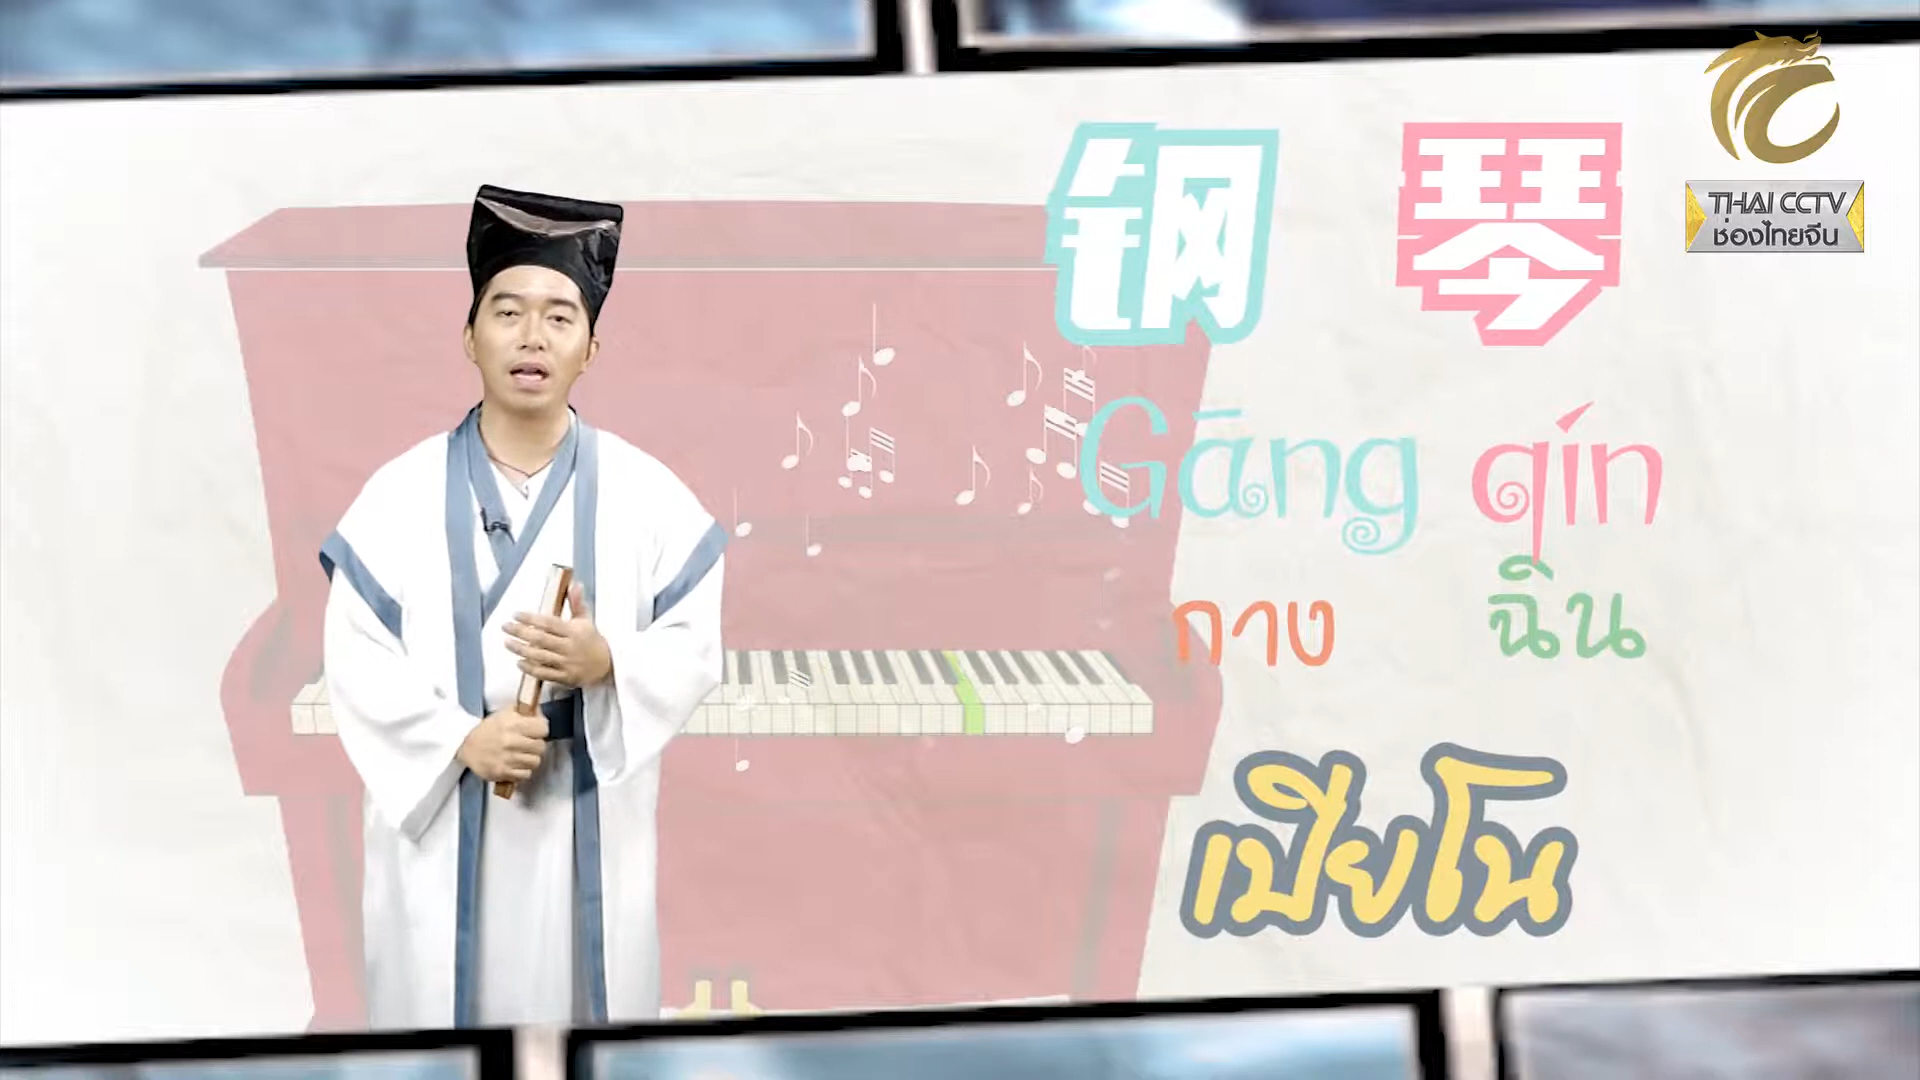 钢 琴
Gāng qín
กาง ฉิน
เปียโน
THAI CCTV
ช่องไทยจีน